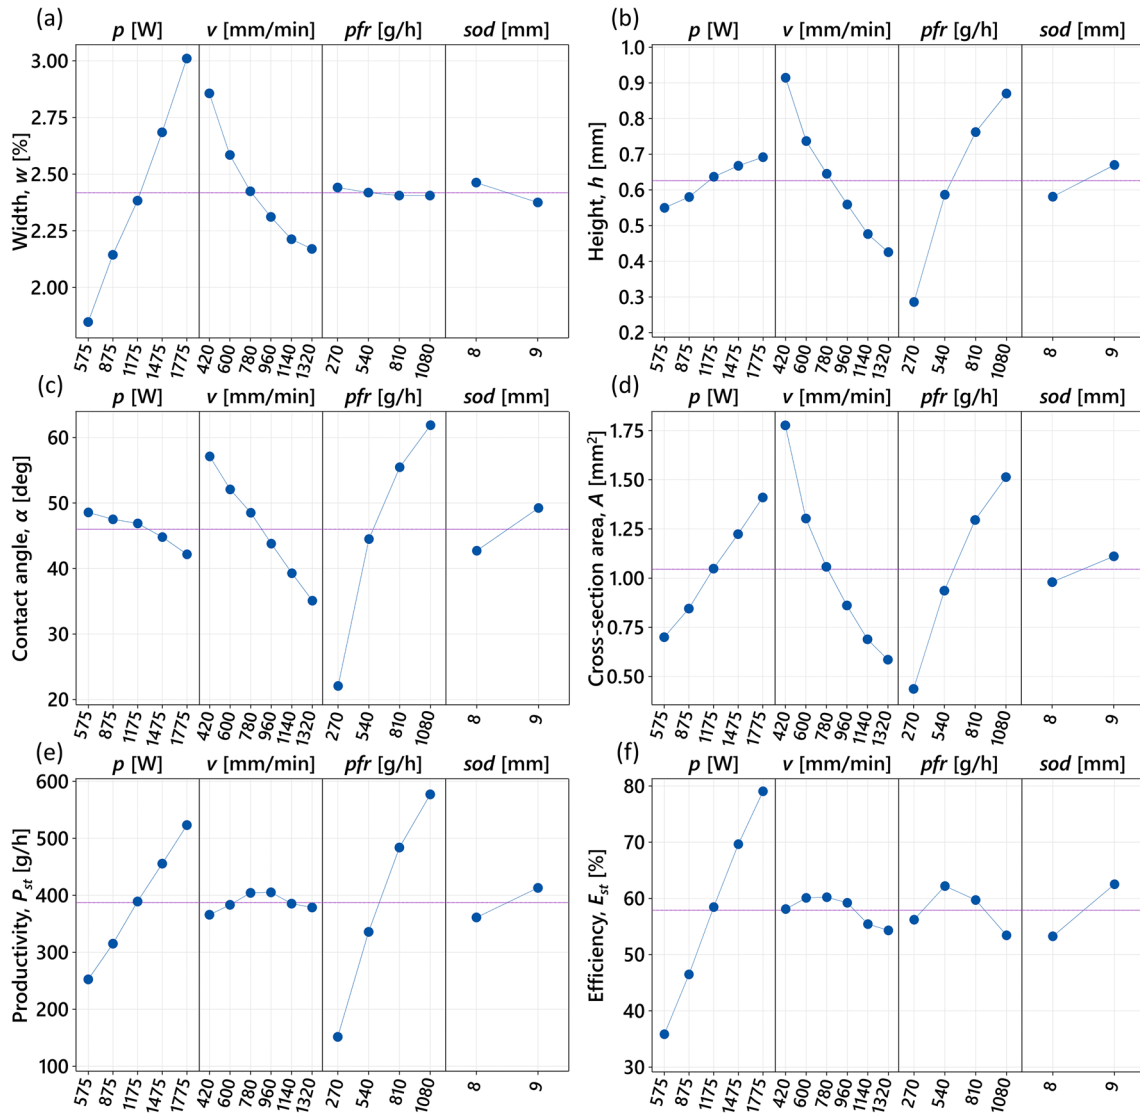 (a)
p [W] v [mm/min] pfr [g/h] sod [mm]
Width, w [%]
3.00
2.75
2.50
2.25
2.00
575 875 1175 1475 1775 420 600 780 960 1140 1320 270 540 810 1080 8 9
(b)
p [W] v [mm/min] pfr [g/h] sod [mm]
Height, h [mm]
1.0
0.9
0.8
0.7
0.6
0.5
0.4
0.3
0.2
575 875 1175 1475 1775 420 600 780 960 1140 1320 270 540 810 1080 8 9
(c)
p [W] v [mm/min] pfr [g/h] sod [mm]
Contact angle, α [deg]
60
50
40
30
20
575 875 1175 1475 1775 420 600 780 960 1140 1320 270 540 810 1080 8 9
(d)
p [W] v [mm/min] pfr [g/h] sod [mm]
Cross-section area, A [mm²]
1.75
1.50
1.25
1.00
0.75
0.50
575 875 1175 1475 1775 420 600 780 960 1140 1320 270 540 810 1080 8 9
(e)
p [W] v [mm/min] pfr [g/h] sod [mm]
Productivity, Pst [g/h]
600
500
400
300
200
100
575 875 1175 1475 1775 420 600 780 960 1140 1320 270 540 810 1080 8 9
(f)
p [W] v [mm/min] pfr [g/h] sod [mm]
Efficiency, Est [%]
80
70
60
50
40
30
575 875 1175 1475 1775 420 600 780 960 1140 1320 270 540 810 1080 8 9